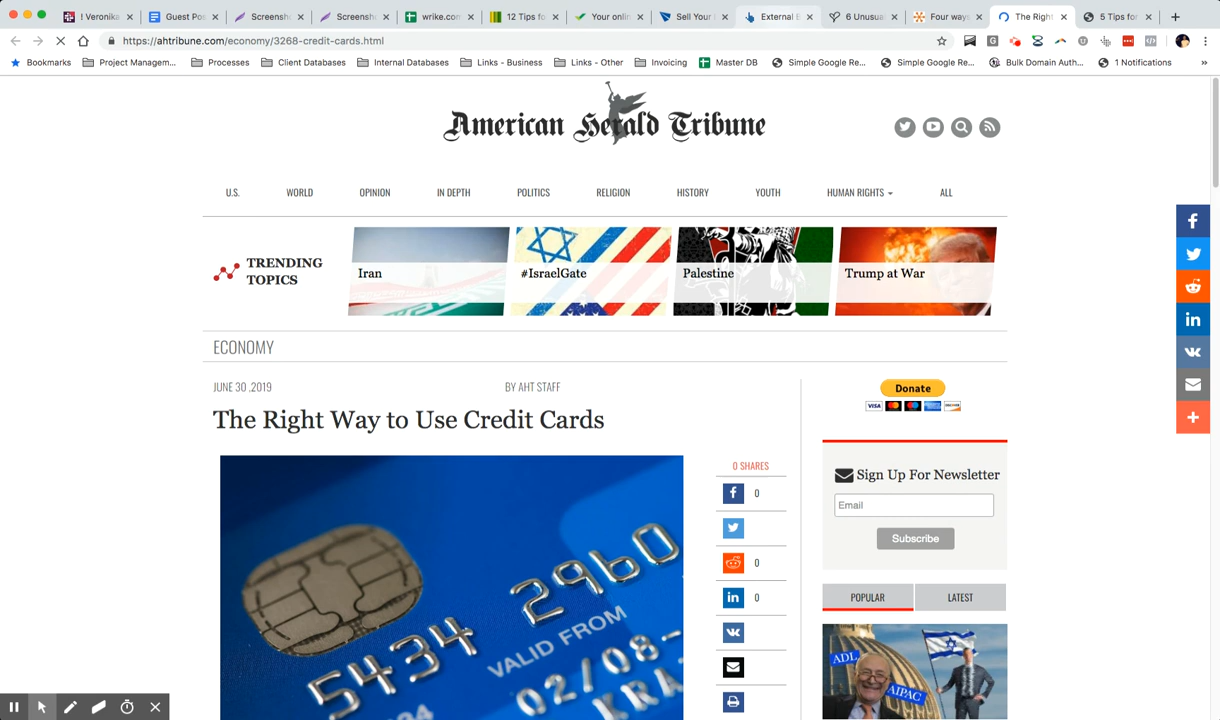 ! Veronika
Guest Pos
Screensho
Screensho
wrike.com
12 Tips fo
Your onlin
Sell Your
External B
6 Unusua
Four ways
The Right
5 Tips for
https://ahtribune.com/economy/3268-credit-cards.html
Bookmarks
Project Managem...
Processes
Client Databases
Internal Databases
Links - Business
Links - Other
Invoicing
Master DB
Simple Google Re...
Simple Google Re...
Bulk Domain Auth...
1 Notifications
»
American Herald Tribune
U.S.
WORLD
OPINION
IN DEPTH
POLITICS
RELIGION
HISTORY
YOUTH
HUMAN RIGHTS
ALL
TRENDING
TOPICS
Iran
#IsraelGate
Palestine
Trump at War
ECONOMY
JUNE 30 ,2019
BY AHT STAFF
The Right Way to Use Credit Cards
5434 2960
VALID FROM
02/08-
KRA
0 SHARES
0
0
0
Donate
VISA
Sign Up For Newsletter
Email
Subscribe
POPULAR
LATEST
ADL
AIPAC